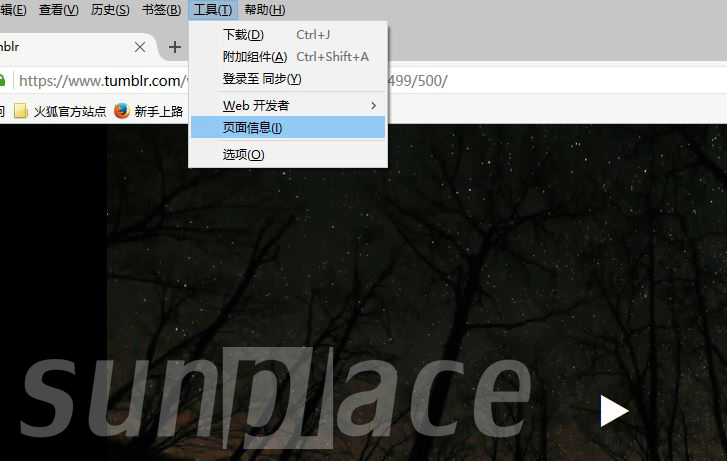 编辑(E) 查看(V) 历史(S) 书签(B) 工具(T) 帮助(H)
下载(D) Ctrl+J
附加组件(A) Ctrl+Shift+A
登录至 同步(Y)
Web 开发者
页面信息(I)
选项(O)
mblr
https://www.tumblr.com/ 499/500/
火狐官方站点 新手上路
sunplace